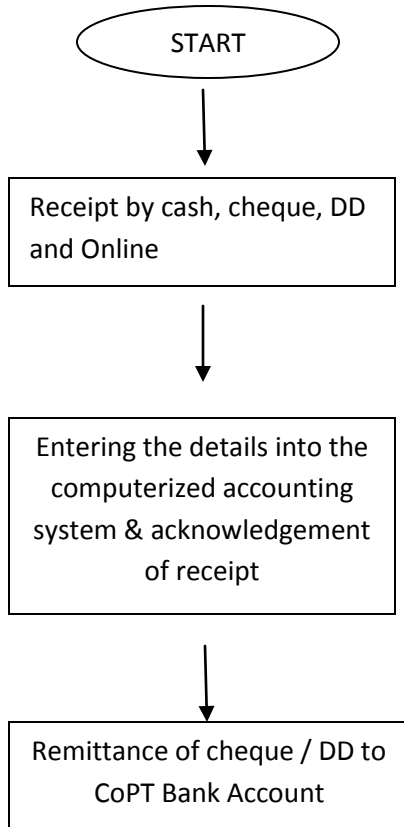 START
Receipt by cash, cheque, DD
and Online
Entering the details into the
computerized accounting
system & acknowledgement
of receipt
Remittance of cheque / DD to
CoPT Bank Account